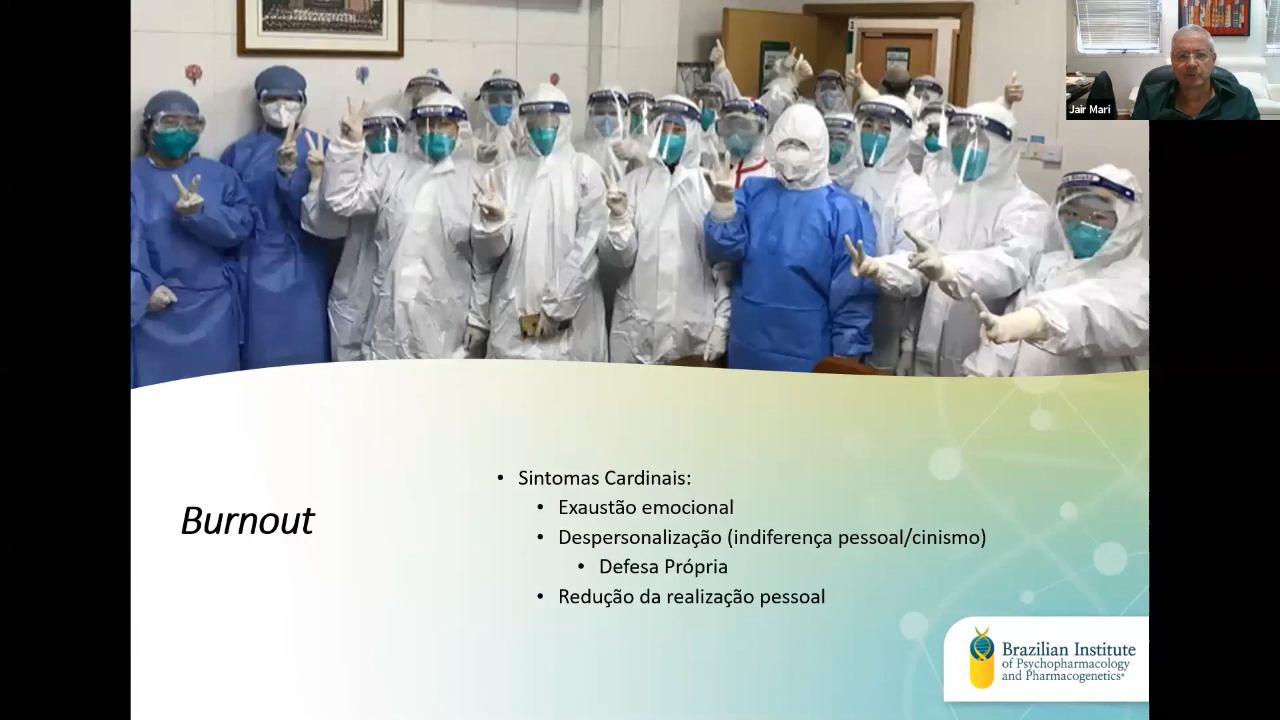 Jair Mari
Burnout
• Sintomas Cardinais:
• Exaustão emocional
• Despersonalização (indiferença pessoal/cinismo)
• Defesa Própria
• Redução da realização pessoal
Brazilian Institute
of Psychopharmacology
and Pharmacogenetics®